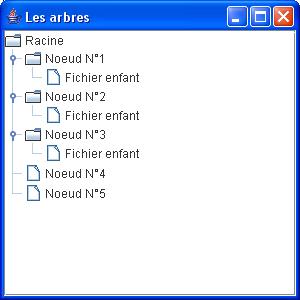 Les arbres
Racine
Noeud N°1
Fichier enfant
Noeud N°2
Fichier enfant
Noeud N°3
Fichier enfant
Noeud N°4
Noeud N°5